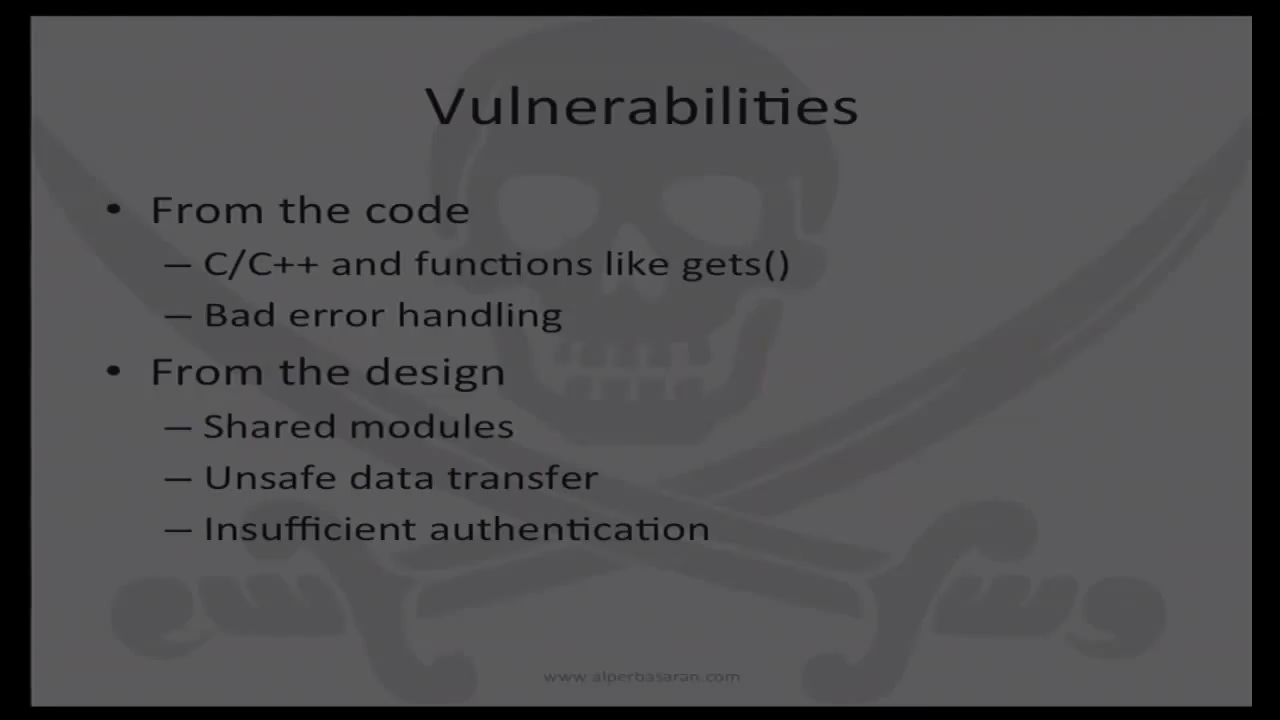 Vulnerabilities
• From the code
– C/C++ and functions like gets()
– Bad error handling
• From the design
– Shared modules
– Unsafe data transfer
– Insufficient authentication
www.alperbasaran.com